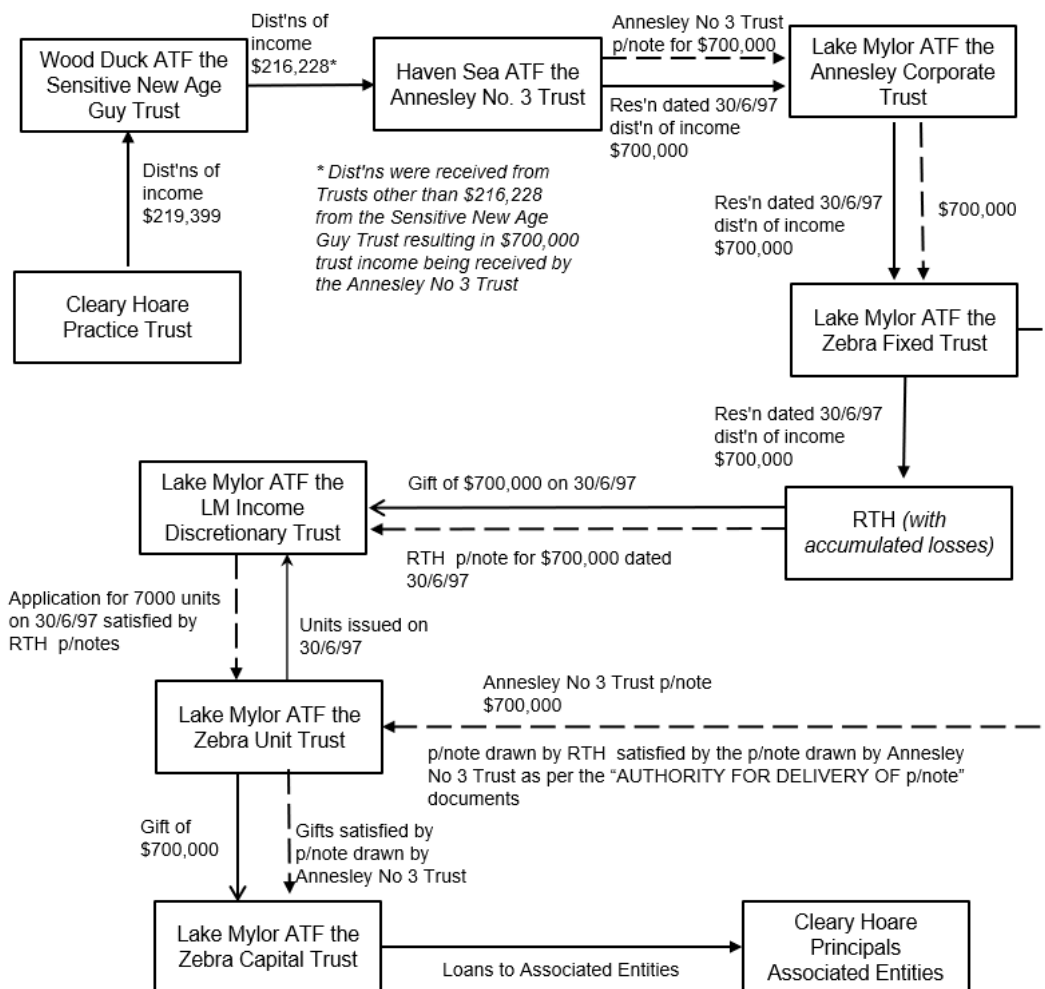 Dist'ns of
income
$216,228*
Annesley No 3 Trust
p/note for $700,000
Wood Duck ATF the
Sensitive New Age
Guy Trust
Haven Sea ATF the
Annesley No. 3 Trust
Lake Mylor ATF the
Annesley Corporate
Trust
Res'n dated 30/6/97
dist'n of income
$700,000
Dist'ns of
income
$219,399
* Dist'ns were received from
Trusts other than $216,228
from the Sensitive New Age
Guy Trust resulting in $700,000
trust income being received by
the Annesley No 3 Trust
Res'n dated 30/6/97
dist'n of income
$700,000
$700,000
Cleary Hoare
Practice Trust
Lake Mylor ATF the
Zebra Fixed Trust
Res'n dated 30/6/97
dist'n of income
$700,000
Lake Mylor ATF the
LM Income
Discretionary Trust
Gift of $700,000 on 30/6/97
RTH p/note for $700,000 dated
30/6/97
RTH (with
accumulated losses)
Application for 7000 units
on 30/6/97 satisfied by
RTH p/notes
Units issued on
30/6/97
Lake Mylor ATF the
Zebra Unit Trust
Annesley No 3 Trust p/note
$700,000
p/note drawn by RTH satisfied by the p/note drawn by Annesley
No 3 Trust as per the “AUTHORITY FOR DELIVERY OF p/note”
documents
Gift of
$700,000
Gifts satisfied by
p/note drawn by
Annesley No 3 Trust
Lake Mylor ATF the
Zebra Capital Trust
Loans to Associated Entities
Cleary Hoare
Principals
Associated Entities